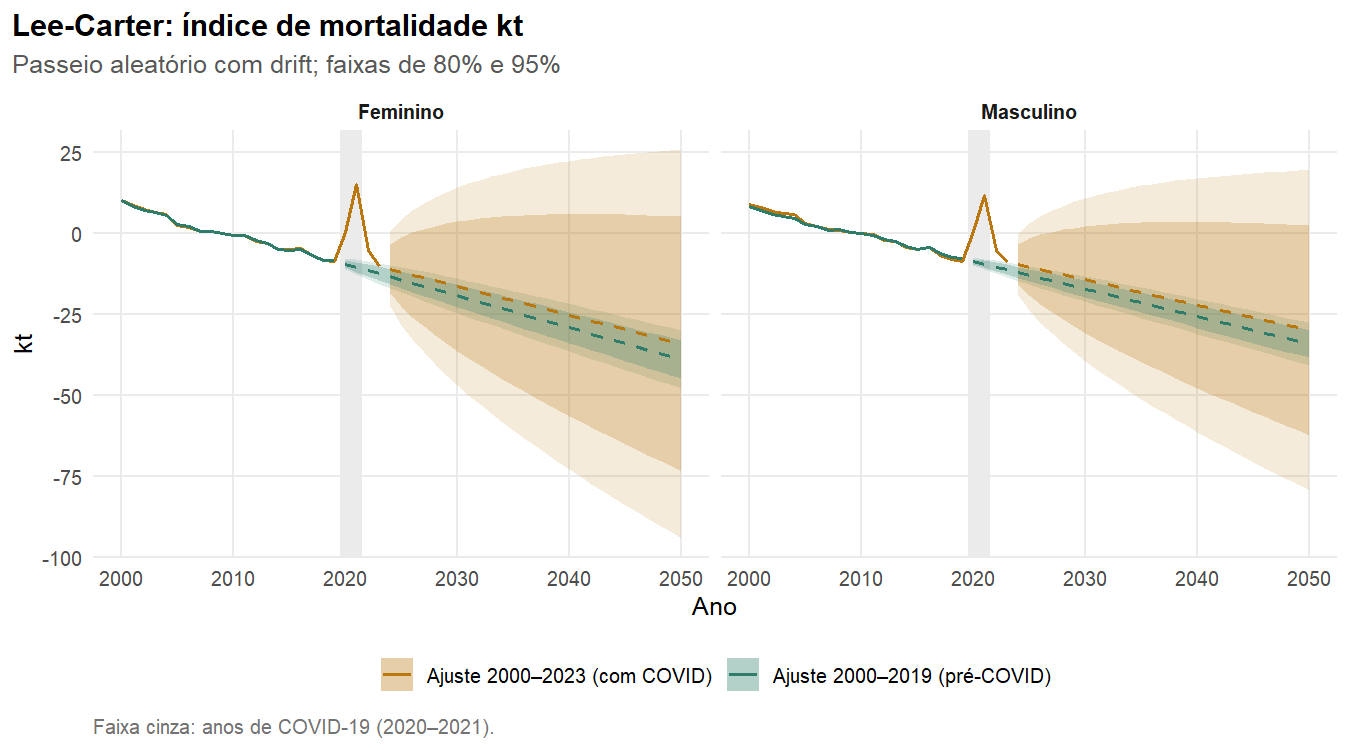 Lee-Carter: índice de mortalidade kt
Passeio aleatório com drift; faixas de 80% e 95%
Feminino
Masculino
25
0
-25
-50
-75
-100
kt
2000 2010 2020 2030 2040 2050
2000 2010 2020 2030 2040 2050
Ano
Ajuste 2000–2023 (com COVID)
Ajuste 2000–2019 (pré-COVID)
Faixa cinza: anos de COVID-19 (2020–2021).